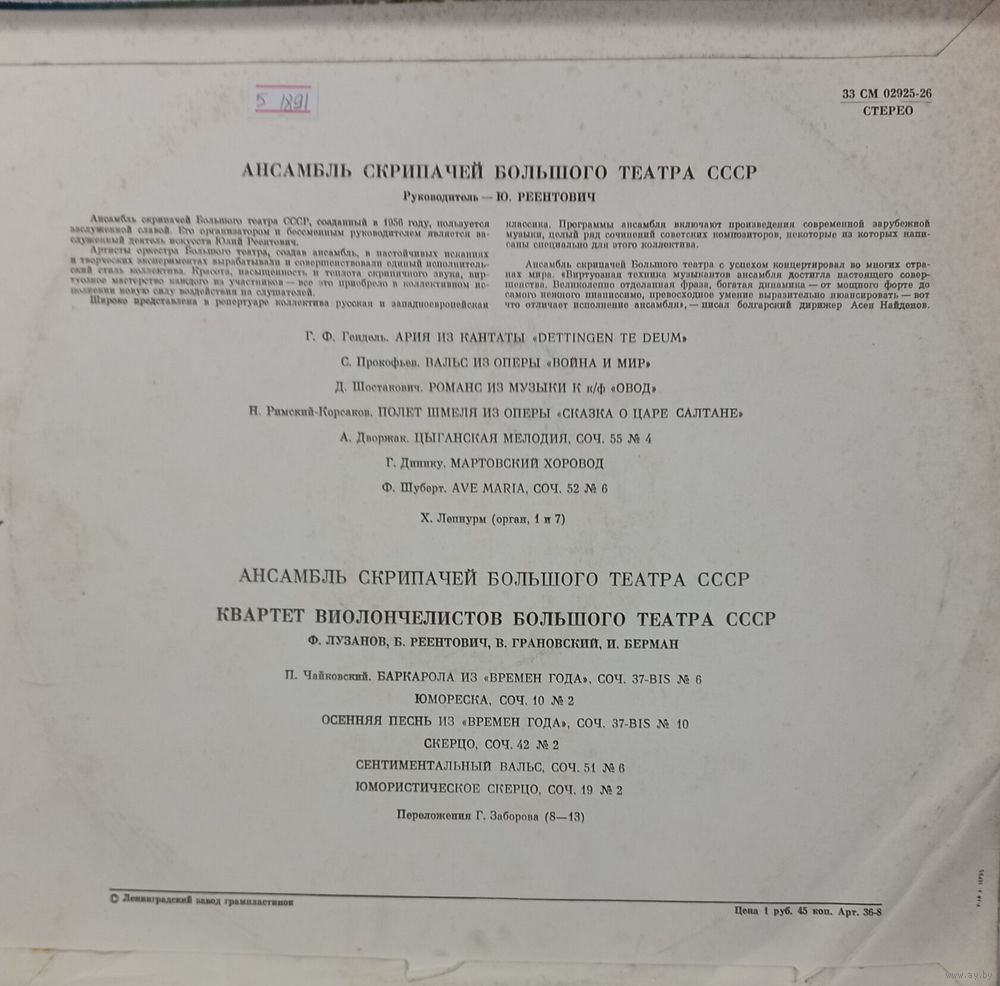 5 1891
33 СМ 02925-26
СТЕРЕО
АНСАМБЛЬ СКРИПАЧЕЙ БОЛЬШОГО ТЕАТРА СССР
Руководитель — Ю. РЕЕНТОВИЧ
Ансамбль скрипачей Большого театра СССР, созданный в 1956 году, пользуется
заслуженной славой. Его организатором и бессменным руководителем является за-
служенный деятель искусств Юлий Реентович.
Артисты оркестра Большого театра, создав ансамбль, в настойчивых исканиях
и творческих экспериментах вырабатывали и совершенствовали единый исполнитель-
ский стиль коллектива. Красота, насыщенность и теплота скрипичного звука, вир-
туозное мастерство каждого из участников — все это приобрело в коллективном ис-
полнении новую силу воздействия на слушателей.
Широко представлена в репертуаре коллектива русская и западноевропейская
классика. Программы ансамбля включают произведения современной зарубежной
музыки, целый ряд сочинений советских композиторов, некоторые из которых напи-
саны специально для этого коллектива.
Ансамбль скрипачей Большого театра с успехом концертировал во многих стра-
нах мира. «Виртуозная техника музыкантов ансамбля достигла настоящего совер-
шенства. Великолепно отделанная фраза, богатая динамика — от мощного форте до
самого нежного пианиссимо, превосходное умение выразительно нюансировать — вот
что отличает исполнение ансамбля», — писал болгарский дирижер Асен Найденов.
Г. Ф. Гендель. АРИЯ ИЗ КАНТАТЫ «DETTINGEN TE DEUM»
С. Прокофьев. ВАЛЬС ИЗ ОПЕРЫ «ВОЙНА И МИР»
Д. Шостакович. РОМАНС ИЗ МУЗЫКИ К к/ф «ОВОД»
Н. Римский-Корсаков. ПОЛЕТ ШМЕЛЯ ИЗ ОПЕРЫ «СКАЗКА О ЦАРЕ САЛТАНЕ»
А. Дворжак. ЦЫГАНСКАЯ МЕЛОДИЯ, СОЧ. 55 № 4
Г. Динику. МАРТОВСКИЙ ХОРОВОД
Ф. Шуберт. AVE MARIA, СОЧ. 52 № 6
Х. Лепнурм (орган, 1 и 7)
АНСАМБЛЬ СКРИПАЧЕЙ БОЛЬШОГО ТЕАТРА СССР
КВАРТЕТ ВИОЛОНЧЕЛИСТОВ БОЛЬШОГО ТЕАТРА СССР
Ф. ЛУЗАНОВ, Б. РЕЕНТОВИЧ, В. ГРАНОВСКИЙ, И. БЕРМАН
П. Чайковский. БАРКАРОЛА ИЗ «ВРЕМЕН ГОДА», СОЧ. 37-BIS № 6
ЮМОРЕСКА, СОЧ. 10 № 2
ОСЕННЯЯ ПЕСНЬ ИЗ «ВРЕМЕН ГОДА», СОЧ. 37-BIS № 10
СКЕРЦО, СОЧ. 42 № 2
СЕНТИМЕНТАЛЬНЫЙ ВАЛЬС, СОЧ. 51 № 6
ЮМОРИСТИЧЕСКОЕ СКЕРЦО, СОЧ. 19 № 2
Переложения Г. Заборова (8—13)
© Ленинградский завод грампластинок
Цена 1 руб. 45 коп. Арт. 36-8
www.ay.by